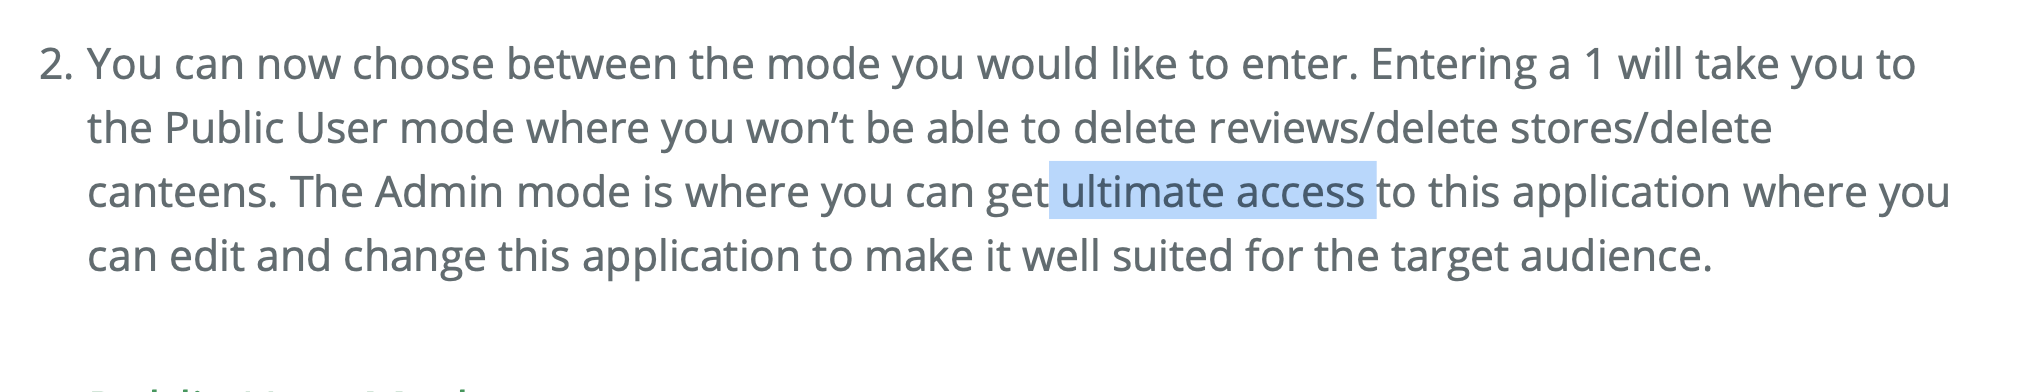 2. You can now choose between the mode you would like to enter. Entering a 1 will take you to
the Public User mode where you won’t be able to delete reviews/delete stores/delete
canteens. The Admin mode is where you can get ultimate access to this application where you
can edit and change this application to make it well suited for the target audience.